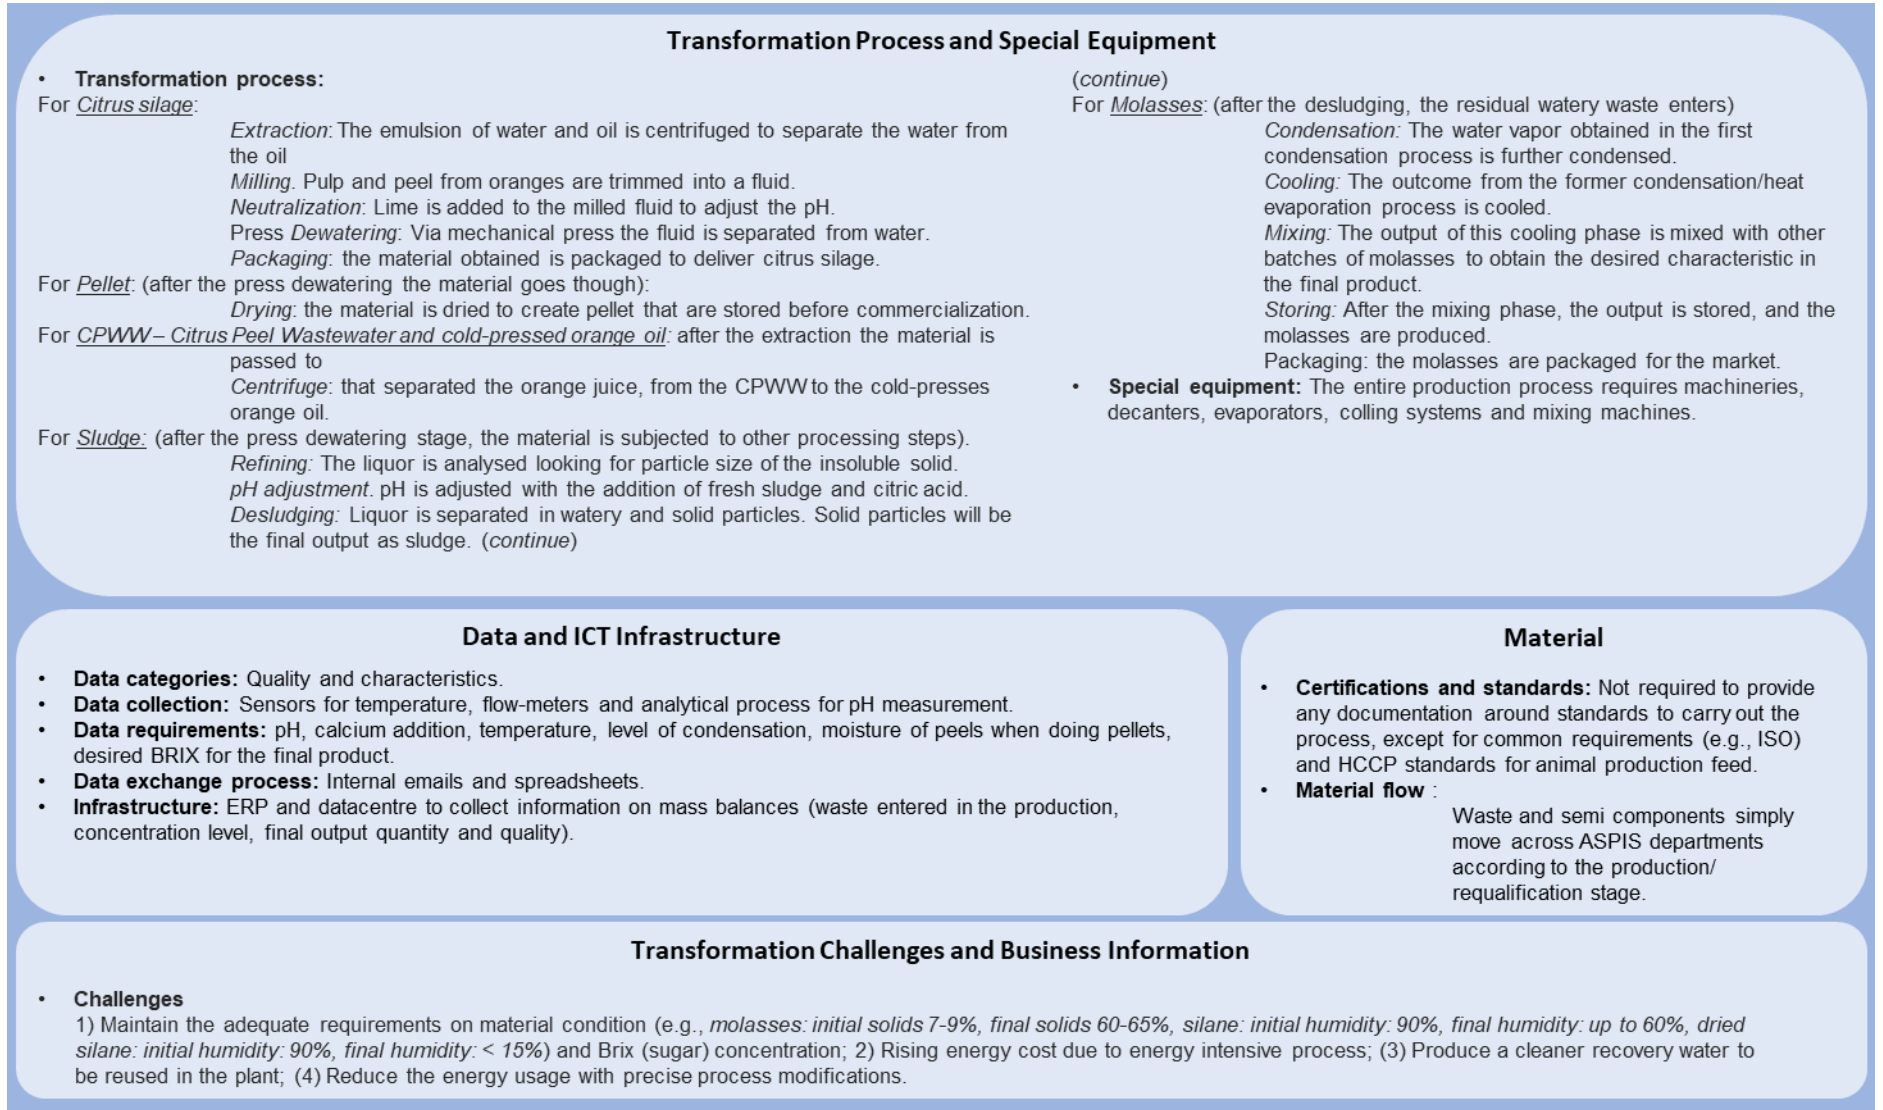 Transformation Process and Special Equipment
• Transformation process:
For Citrus silage:
Extraction: The emulsion of water and oil is centrifuged to separate the water from
the oil
Milling. Pulp and peel from oranges are trimmed into a fluid.
Neutralization: Lime is added to the milled fluid to adjust the pH.
Press Dewatering: Via mechanical press the fluid is separated from water.
Packaging: the material obtained is packaged to deliver citrus silage.
For Pellet: (after the press dewatering the material goes though):
Drying: the material is dried to create pellet that are stored before commercialization.
For CPWW – Citrus Peel Wastewater and cold-pressed orange oil: after the extraction the material is
passed to
Centrifuge: that separated the orange juice, from the CPWW to the cold-presses
orange oil.
For Sludge: (after the press dewatering stage, the material is subjected to other processing steps).
Refining: The liquor is analysed looking for particle size of the insoluble solid.
pH adjustment. pH is adjusted with the addition of fresh sludge and citric acid.
Desludging: Liquor is separated in watery and solid particles. Solid particles will be
the final output as sludge. (continue)
(continue)
For Molasses: (after the desludging, the residual watery waste enters)
Condensation: The water vapor obtained in the first
condensation process is further condensed.
Cooling: The outcome from the former condensation/heat
evaporation process is cooled.
Mixing: The output of this cooling phase is mixed with other
batches of molasses to obtain the desired characteristic in
the final product.
Storing: After the mixing phase, the output is stored, and the
molasses are produced.
Packaging: the molasses are packaged for the market.
• Special equipment: The entire production process requires machineries,
decanters, evaporators, colling systems and mixing machines.
Data and ICT Infrastructure
• Data categories: Quality and characteristics.
• Data collection: Sensors for temperature, flow-meters and analytical process for pH measurement.
• Data requirements: pH, calcium addition, temperature, level of condensation, moisture of peels when doing pellets,
desired BRIX for the final product.
• Data exchange process: Internal emails and spreadsheets.
• Infrastructure: ERP and datacentre to collect information on mass balances (waste entered in the production,
concentration level, final output quantity and quality).
Material
• Certifications and standards: Not required to provide
any documentation around standards to carry out the
process, except for common requirements (e.g., ISO)
and HCCP standards for animal production feed.
• Material flow :
Waste and semi components simply
move across ASPIS departments
according to the production/
requalification stage.
Transformation Challenges and Business Information
• Challenges
1) Maintain the adequate requirements on material condition (e.g., molasses: initial solids 7-9%, final solids 60-65%, silane: initial humidity: 90%, final humidity: up to 60%, dried
silane: initial humidity: 90%, final humidity: < 15%) and Brix (sugar) concentration; 2) Rising energy cost due to energy intensive process; (3) Produce a cleaner recovery water to
be reused in the plant; (4) Reduce the energy usage with precise process modifications.